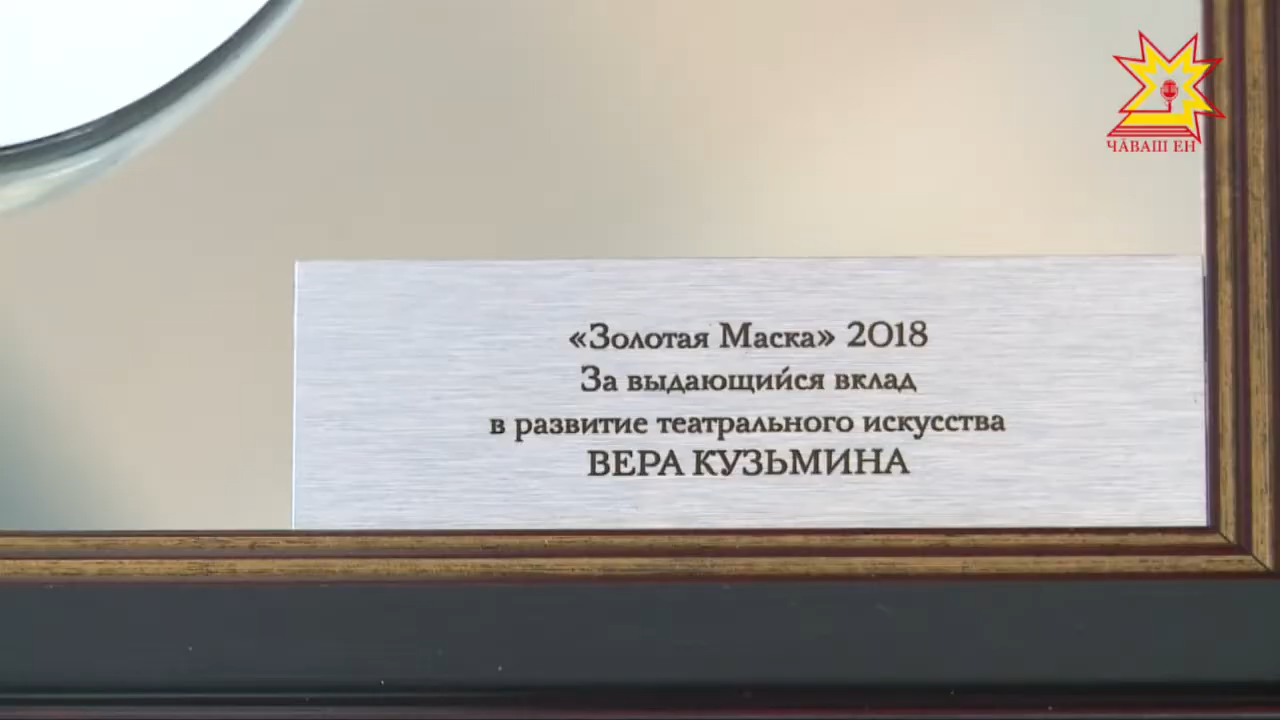 ЧӐВАШ ЕН
«Золотая Маска» 2018
За выдающийся вклад
в развитие театрального искусства
ВЕРА КУЗЬМИНА